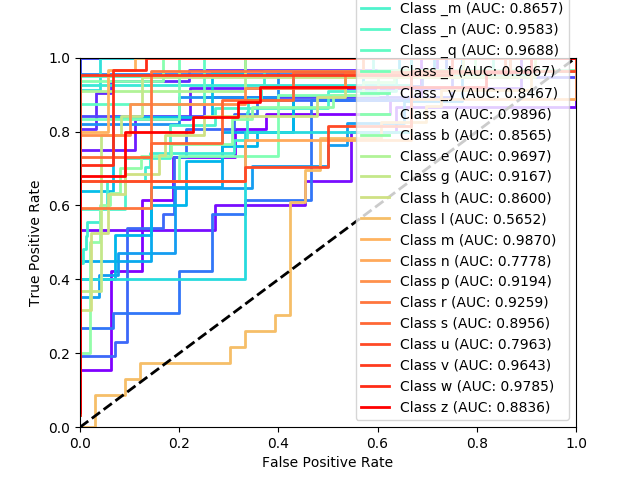 Class _m (AUC: 0.8657)
Class _n (AUC: 0.9583)
Class _q (AUC: 0.9688)
Class _t (AUC: 0.9667)
Class _y (AUC: 0.8467)
Class a (AUC: 0.9896)
Class b (AUC: 0.8565)
Class e (AUC: 0.9697)
Class g (AUC: 0.9167)
Class h (AUC: 0.8600)
Class l (AUC: 0.5652)
Class m (AUC: 0.9870)
Class n (AUC: 0.7778)
Class p (AUC: 0.9194)
Class r (AUC: 0.9259)
Class s (AUC: 0.8956)
Class u (AUC: 0.7963)
Class v (AUC: 0.9643)
Class w (AUC: 0.9785)
Class z (AUC: 0.8836)
1.0
0.8
0.6
0.4
0.2
0.0
True Positive Rate
0.0 0.2 0.4 0.6 0.8 1.0
False Positive Rate